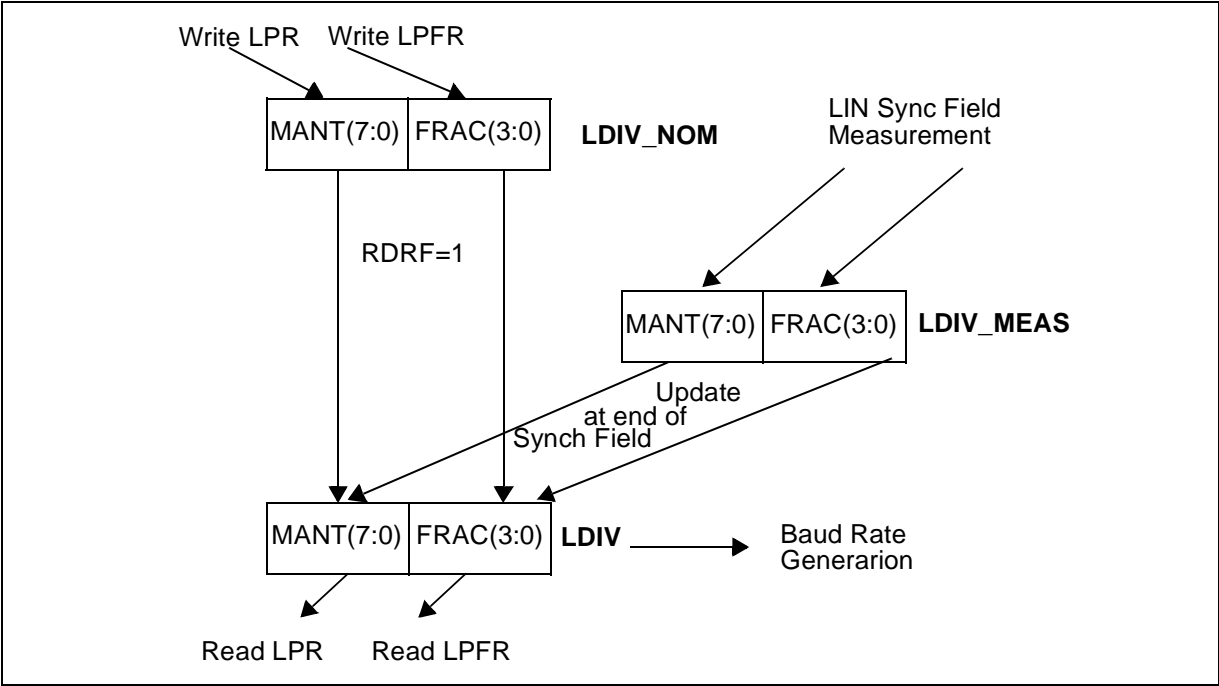 Write LPR Write LPFR
MANT(7:0) FRAC(3:0) LDIV_NOM
LIN Sync Field
Measurement
RDRF=1
MANT(7:0) FRAC(3:0) LDIV_MEAS
Update
at end of
Synch Field
MANT(7:0) FRAC(3:0) LDIV
Baud Rate
Generarion
Read LPR Read LPFR